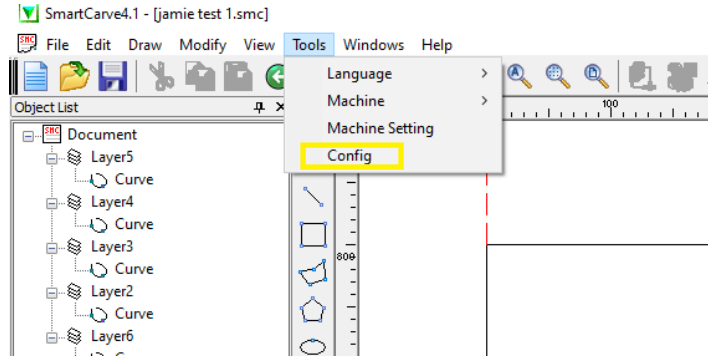 SmartCarve4.1 - [jamie test 1.smc]
File Edit Draw Modify View Tools Windows Help
Language
Machine
Machine Setting
Config
Object List
Document
Layer5
Curve
Layer4
Curve
Layer3
Curve
Layer2
Curve
Layer6
100
800